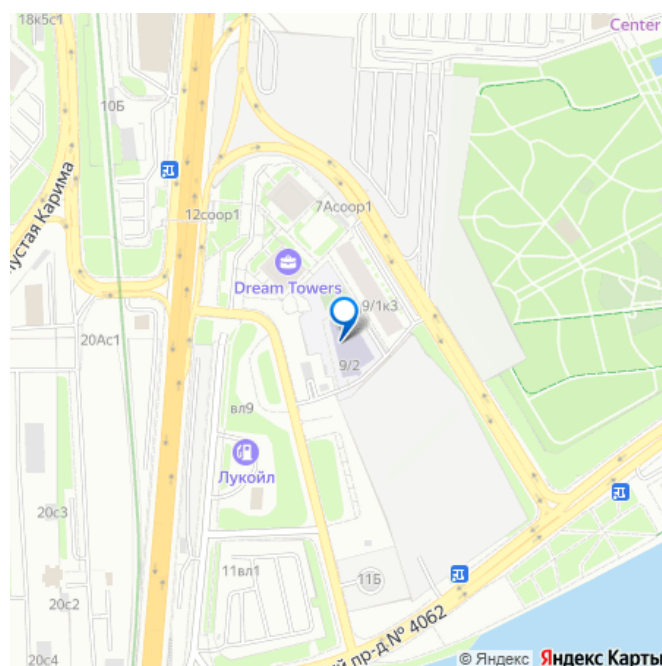 18к5с1
Center
10Б
лустая Карима
12соор1
7Асоор1
Dream Towers
9/1к3
20Ас1
9/2
вл9
Лукойл
20с3
11вл1
11Б
20с2
й пр-д № 4062
20с4
© Яндекс Яндекс Карты